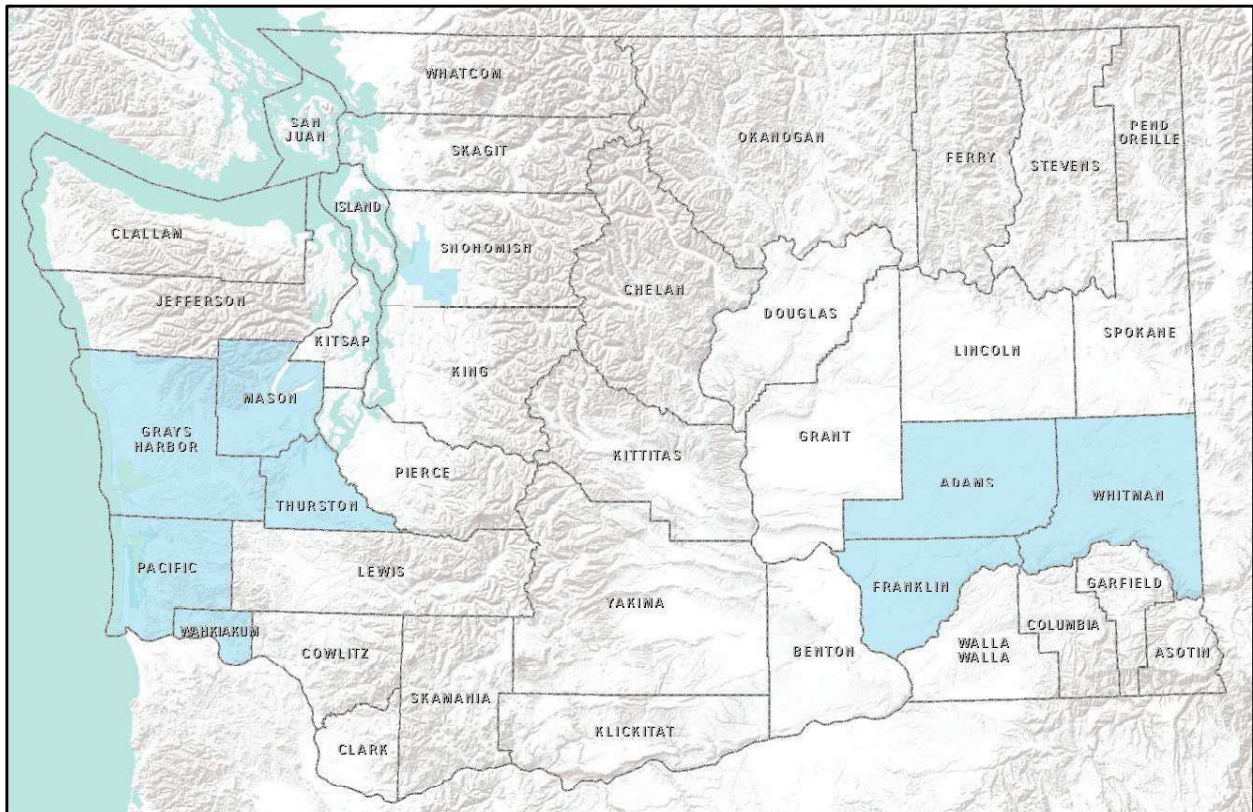 WHATCOM
SAN
JUAN
SKAGIT
OKANOGAN
FERRY
STEVENS
PEND
OREILLE
ISLAND
CLALLAM
SNOHOMISH
CHELAN
JEFFERSON
DOUGLAS
KITSAP
KING
LINCOLN
SPOKANE
MASON
GRAYS
HARBOR
GRANT
KITTITAS
PIERCE
THURSTON
ADAMS
WHITMAN
PACIFIC
LEWIS
FRANKLIN
GARFIELD
YAKIMA
WAHKIAKUM
COLUMBIA
COWLITZ
BENTON
WALLA
WALLA
ASOTIN
SKAMANIA
KLICKITAT
CLARK